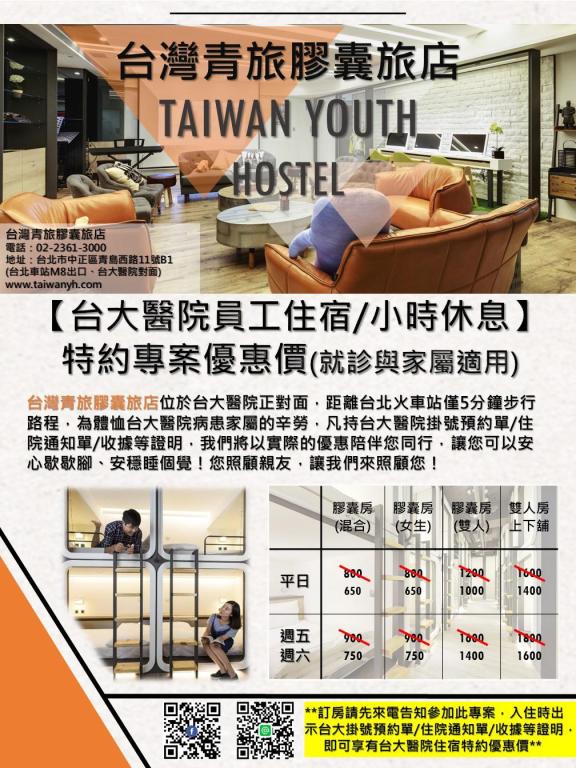 台灣青旅膠囊旅店
TAIWAN YOUTH
HOSTEL
台灣青旅膠囊旅店
電話：02-2361-3000
地址：台北市中正區青島西路11號B1
(台北車站M8出口、台大醫院對面)
www.taiwanyh.com
【台大醫院員工住宿/小時休息】
特約專案優惠價(就診與家屬適用)
台灣青旅膠囊旅店位於台大醫院正對面，距離台北火車站僅5分鐘步行
路程，為體恤台大醫院病患家屬的辛勞，凡持台大醫院掛號預約單/住
院通知單/收據等證明，我們將以實際的優惠陪伴您同行，讓您可以安
心歇歇腳、安穩睡個覺！您照顧親友，讓我們來照顧您！
膠囊房 膠囊房 膠囊房 雙人房
(混合) (女生) (雙人) 上下舖
平日
800 800 1200 1600
650 650 1000 1400
週五 900 900 1600 1800
週六 750 750 1400 1600
**訂房請先來電告知參加此專案，入住時出
示台大掛號預約單/住院通知單/收據等證明，
即可享有台大醫院住宿特約優惠價**